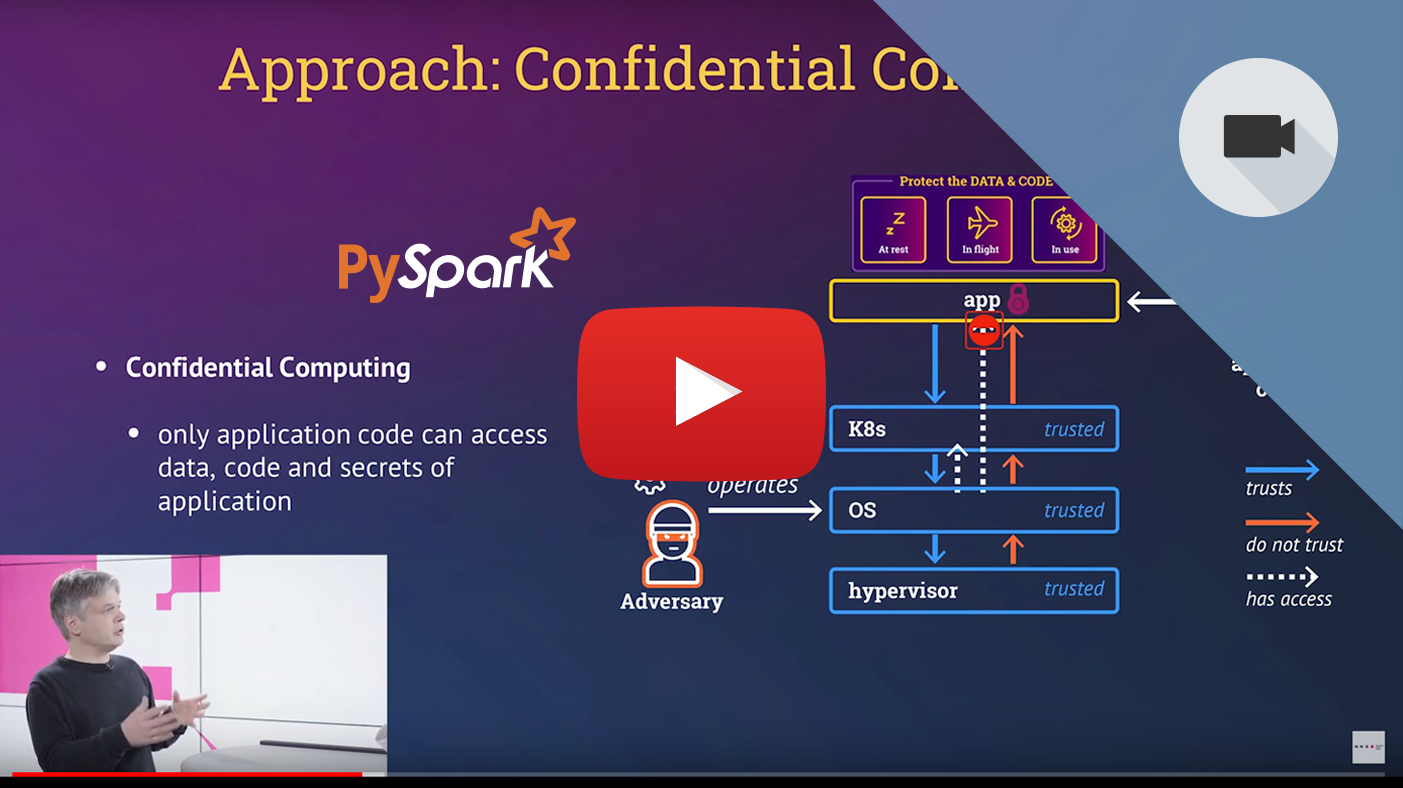 Approach: Confidential
Protect the DATA & CODE
z
z
At rest
In flight
In use
PySpark
app
Confidential Computing
only application code can access
data, code and secrets of
application
K8s
trusted
operates
OS
trusted
trusts
do not trust
hypervisor
trusted
has access
Adversary